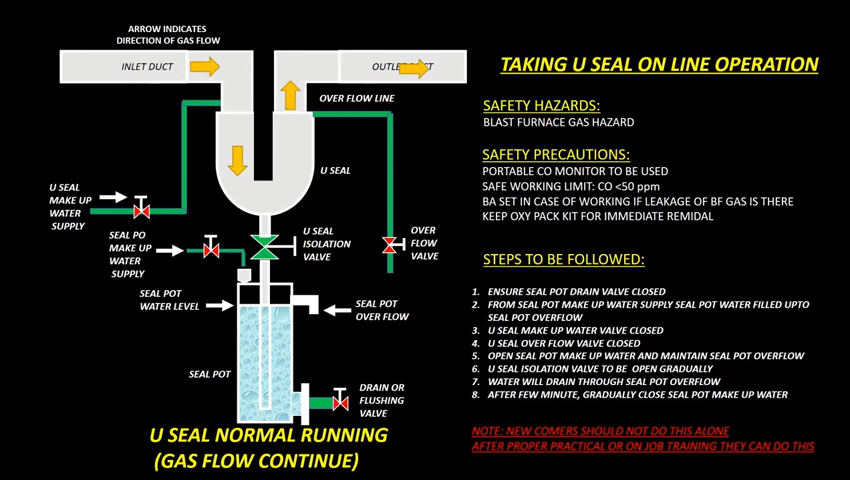 ARROW INDICATES
DIRECTION OF GAS FLOW
INLET DUCT
OUTLET DUCT
OVER FLOW LINE
U SEAL
U SEAL
MAKE UP
WATER
SUPPLY
SEAL PO
MAKE UP
WATER
SUPPLY
U SEAL
ISOLATION
VALVE
OVER
FLOW
VALVE
SEAL POT
WATER LEVEL
SEAL POT
OVER FLOW
SEAL POT
DRAIN OR
FLUSHING
VALVE
U SEAL NORMAL RUNNING
(GAS FLOW CONTINUE)
TAKING U SEAL ON LINE OPERATION
SAFETY HAZARDS:
BLAST FURNACE GAS HAZARD
SAFETY PRECAUTIONS:
PORTABLE CO MONITOR TO BE USED
SAFE WORKING LIMIT: CO <50 ppm
BA SET IN CASE OF WORKING IF LEAKAGE OF BF GAS IS THERE
KEEP OXY PACK KIT FOR IMMEDIATE REMIDAL
STEPS TO BE FOLLOWED:
1. ENSURE SEAL POT DRAIN VALVE CLOSED
2. FROM SEAL POT MAKE UP WATER SUPPLY SEAL POT WATER FILLED UPTO
SEAL POT OVERFLOW
3. U SEAL MAKE UP WATER VALVE CLOSED
4. U SEAL OVER FLOW VALVE CLOSED
5. OPEN SEAL POT MAKE UP WATER AND MAINTAIN SEAL POT OVERFLOW
6. U SEAL ISOLATION VALVE TO BE OPEN GRADUALLY
7. WATER WILL DRAIN THROUGH SEAL POT OVERFLOW
8. AFTER FEW MINUTE, GRADUALLY CLOSE SEAL POT MAKE UP WATER
NOTE: NEW COMERS SHOULD NOT DO THIS ALONE
AFTER PROPER PRACTICAL OR ON JOB TRAINING THEY CAN DO THIS